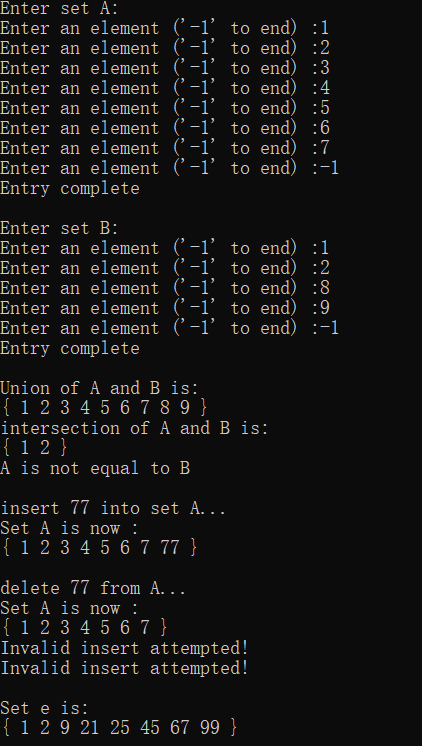 Enter set A:
Enter an element ('-1' to end) :1
Enter an element ('-1' to end) :2
Enter an element ('-1' to end) :3
Enter an element ('-1' to end) :4
Enter an element ('-1' to end) :5
Enter an element ('-1' to end) :6
Enter an element ('-1' to end) :7
Enter an element ('-1' to end) :-1
Entry complete
Enter set B:
Enter an element ('-1' to end) :1
Enter an element ('-1' to end) :2
Enter an element ('-1' to end) :8
Enter an element ('-1' to end) :9
Enter an element ('-1' to end) :-1
Entry complete
Union of A and B is:
{ 1 2 3 4 5 6 7 8 9 }
intersection of A and B is:
{ 1 2 }
A is not equal to B
insert 77 into set A...
Set A is now :
{ 1 2 3 4 5 6 7 77 }
delete 77 from A...
Set A is now :
{ 1 2 3 4 5 6 7 }
Invalid insert attempted!
Invalid insert attempted!
Set e is:
{ 1 2 9 21 25 45 67 99 }